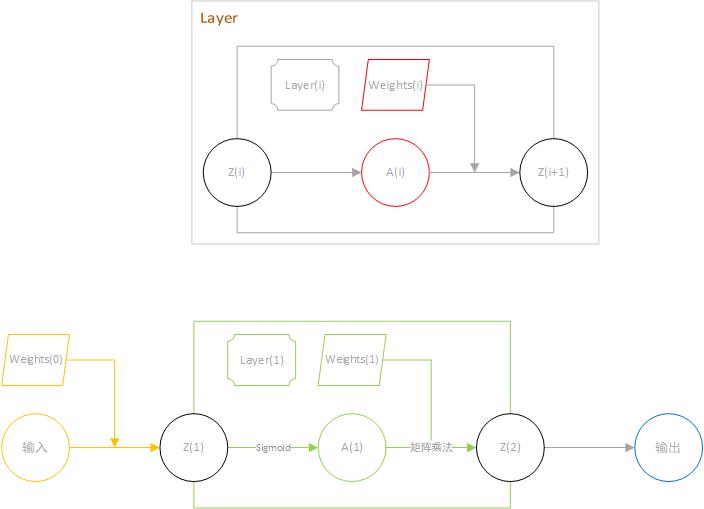 Layer
Layer(i)
Weights(i)
Z(i)
A(i)
Z(i+1)
Weights(0)
Layer(1)
Weights(1)
输入
Z(1)
Sigmoid
A(1)
矩阵乘法
Z(2)
输出